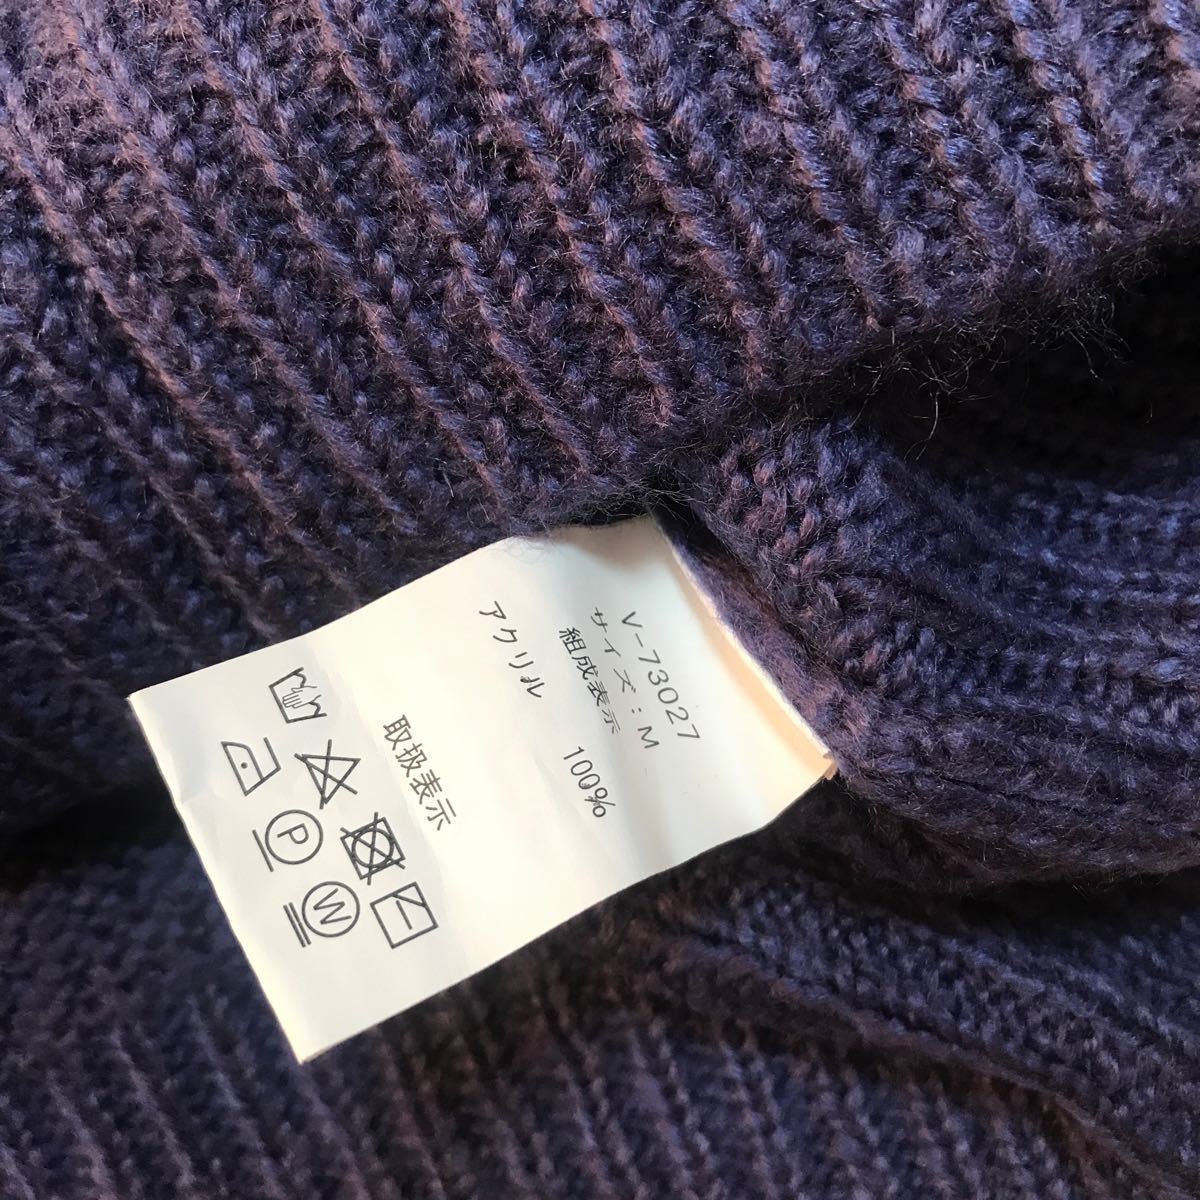 V-73027
サイズ:M
組成表示
アクリル 100%
取扱表示
P
W